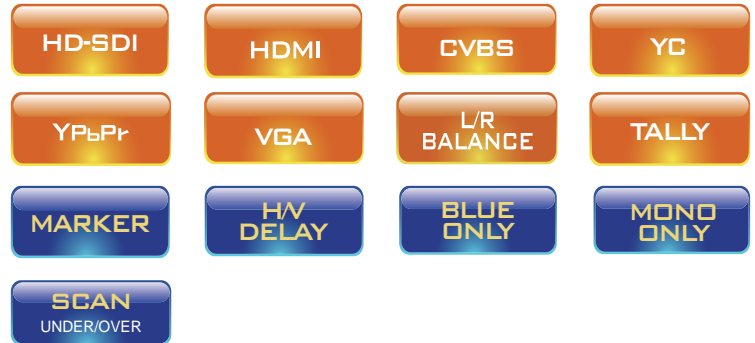 HD-SDI
HDMI
CVBS
YC
YPbPr
VGA
L/R
BALANCE
TALLY
MARKER
H/V
DELAY
BLUE
ONLY
MONO
ONLY
SCAN
UNDER/OVER